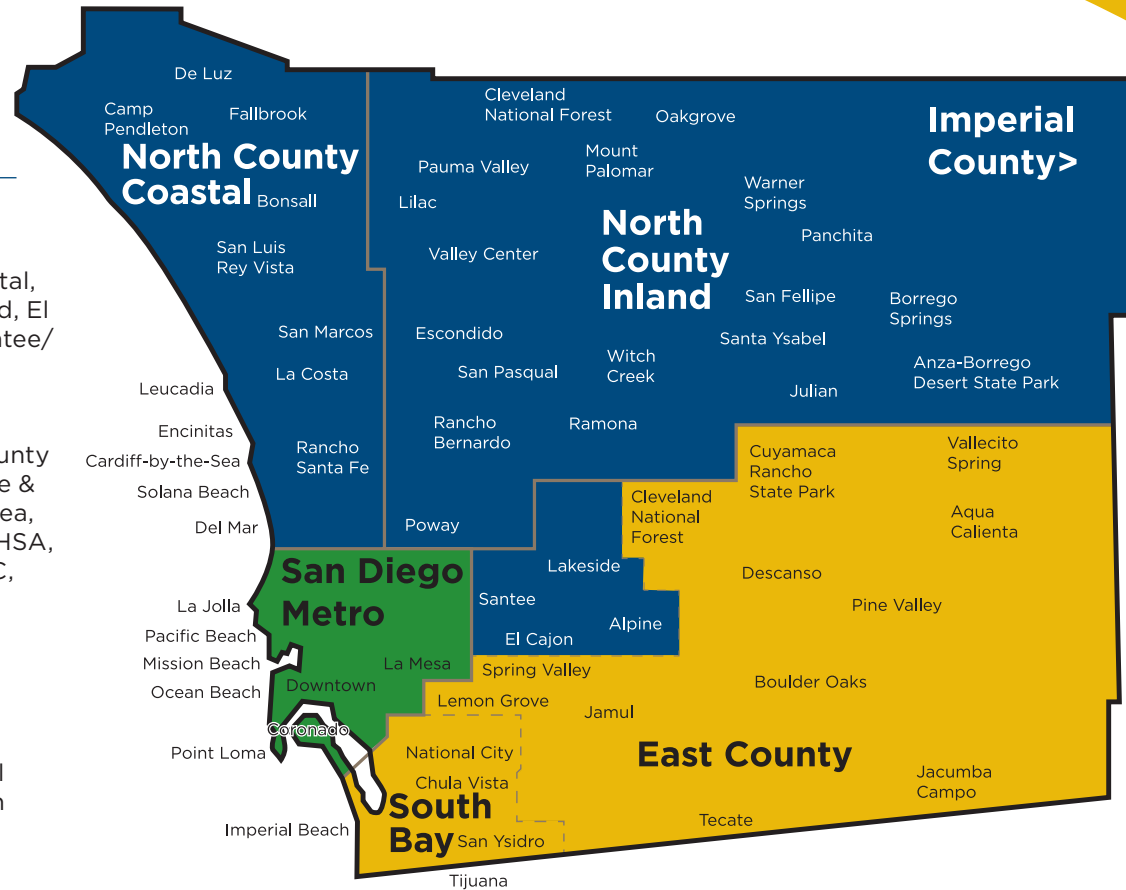 tal,
d, El
tee/
unty
e &
ea,
HSA,
C,
l
n
De Luz
Camp
Pendleton
Fallbrook
North County
Coastal
Bonsall
San Luis
Rey Vista
San Marcos
La Costa
Rancho
Santa Fe
Leucadia
Encinitas
Cardiff-by-the-Sea
Solana Beach
Del Mar
Cleveland
National Forest
Oakgrove
Imperial
County>
Pauma Valley
Mount
Palomar
Lilac
Warner
Springs
North
County
Inland
Panchita
Valley Center
San Fellipe
Borrego
Springs
Escondido
Santa Ysabel
San Pasqual
Witch
Creek
Anza-Borrego
Desert State Park
Julian
Rancho
Bernardo
Ramona
Poway
Cuyamaca
Rancho
State Park
Vallecito
Spring
Cleveland
National
Forest
Aqua
Calienta
Lakeside
Descanso
Santee
Pine Valley
El Cajon
Alpine
San Diego
Metro
La Jolla
Pacific Beach
Mission Beach
La Mesa
Ocean Beach
Downtown
Coronado
Point Loma
Spring Valley
Lemon Grove
Jamul
Boulder Oaks
East County
National City
Chula Vista
South
Bay
San Ysidro
Imperial Beach
Jacumba
Campo
Tecate
Tijuana